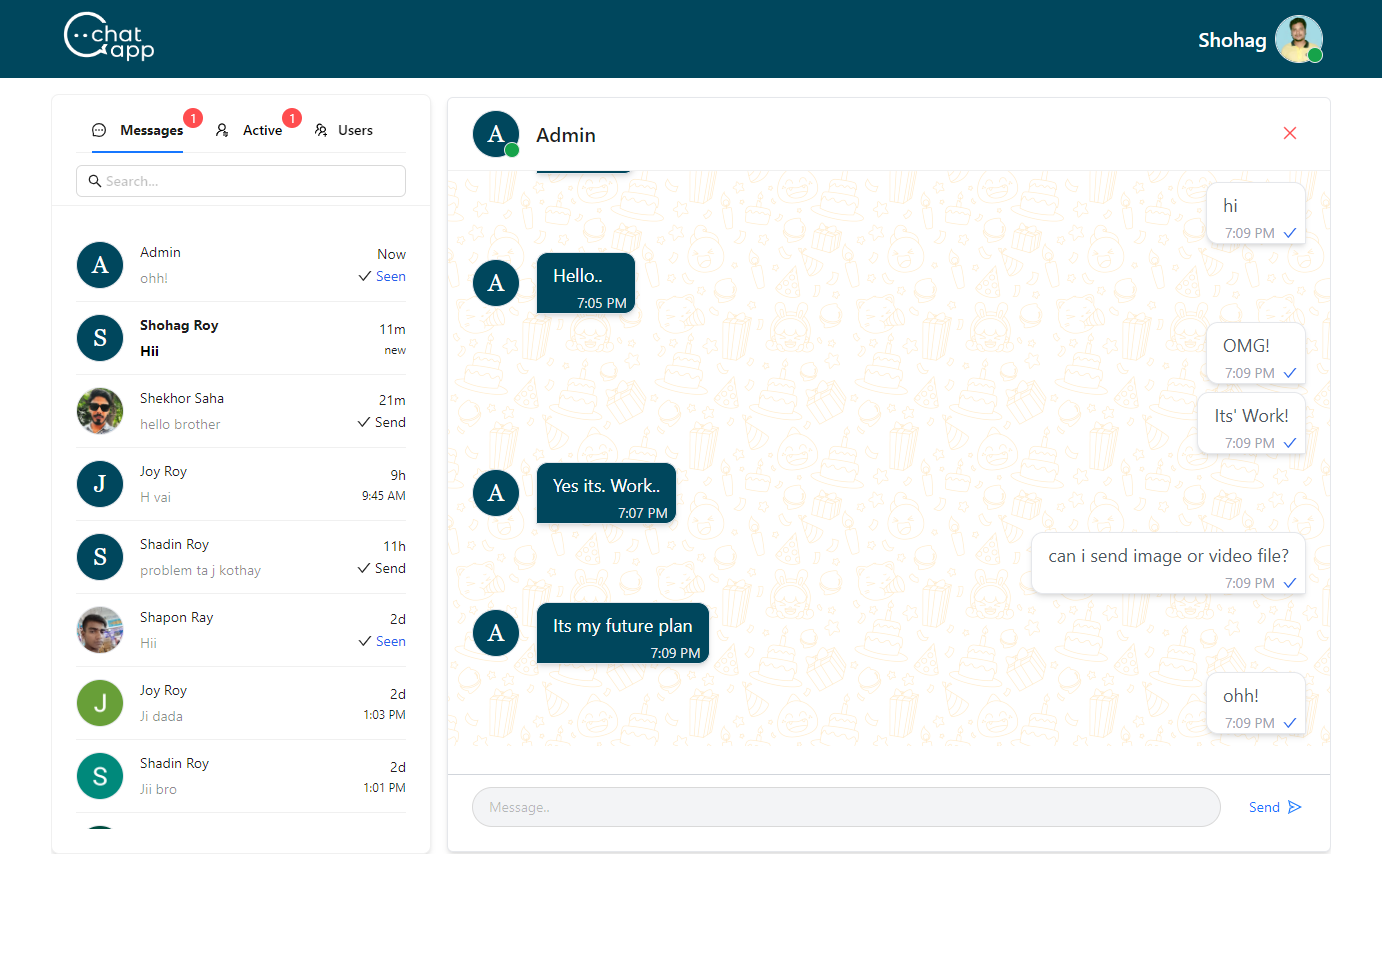 chat
app
Shohag
Messages 1
Active 1
Users
Search...
A
Admin
Now
ohh!
Seen
S
Shohag Roy
11m
Hii
new
Shekhor Saha
21m
hello brother
Send
J
Joy Roy
9h
H vai
9:45 AM
S
Shadin Roy
11h
problem ta j kothay
Send
Shapon Ray
2d
Hii
Seen
J
Joy Roy
2d
Ji dada
1:03 PM
S
Shadin Roy
2d
Jii bro
1:01 PM
A
Admin
hi
7:09 PM
A
Hello..
7:05 PM
OMG!
7:09 PM
Its' Work!
7:09 PM
A
Yes its. Work..
7:07 PM
can i send image or video file?
7:09 PM
A
Its my future plan
7:09 PM
ohh!
7:09 PM
Message..
Send